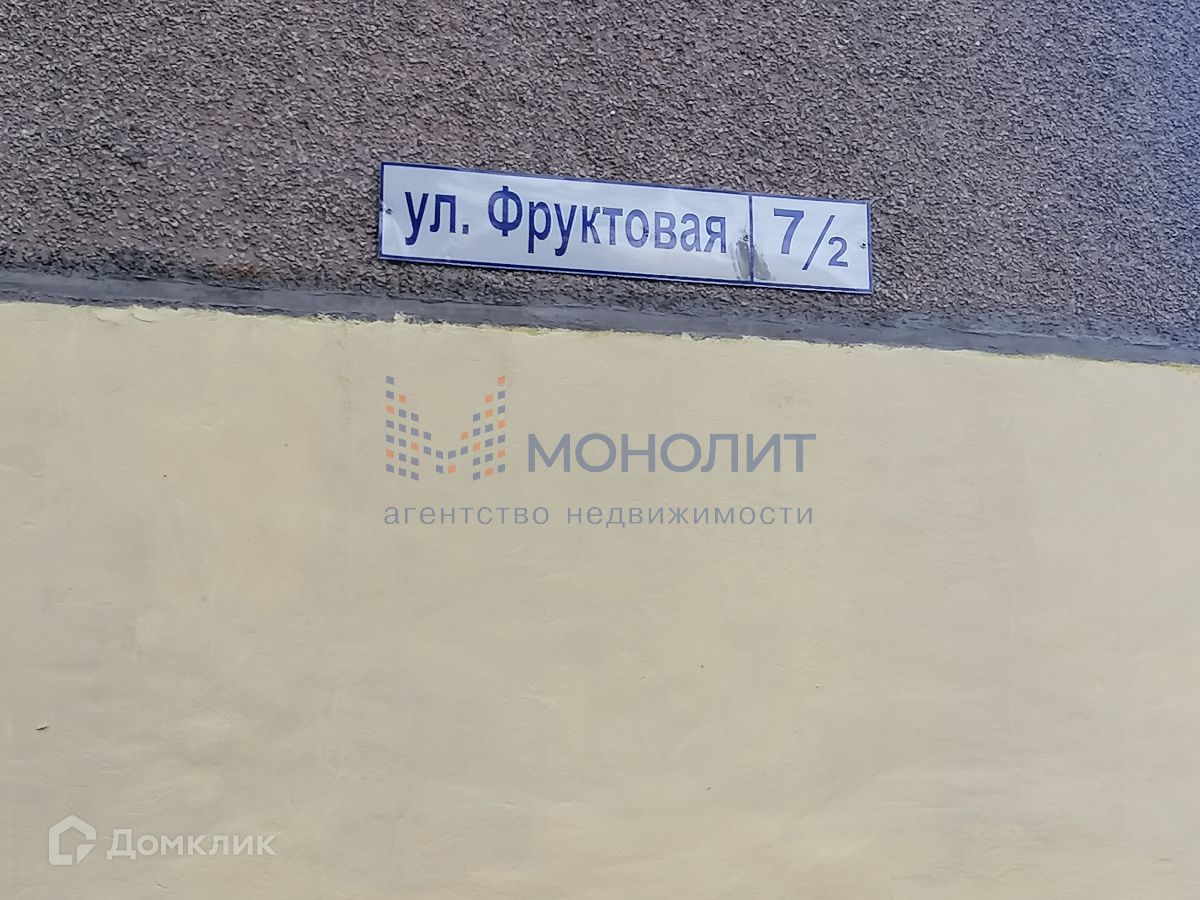 ул. Фруктовая 7/2
МОНОЛИТ
агентство недвижимости
Домклик